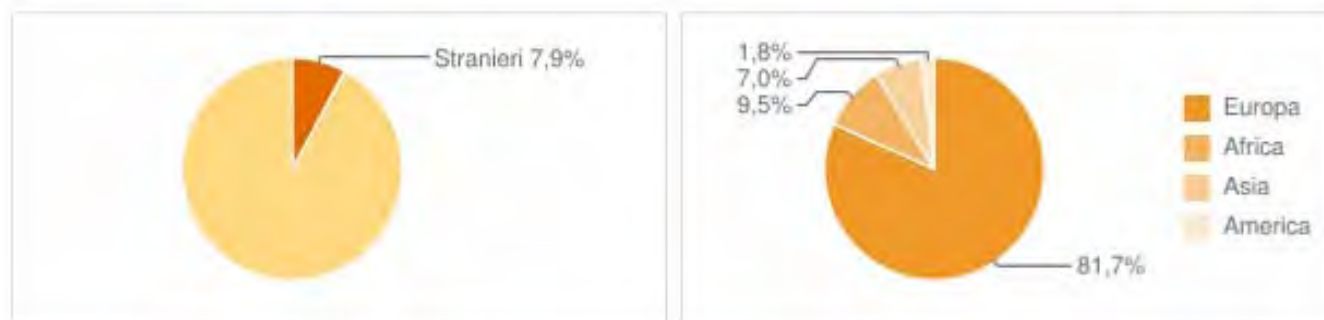 Stranieri 7,9%
1,8%
7,0%
9,5%
Europa
Africa
Asia
America
81,7%